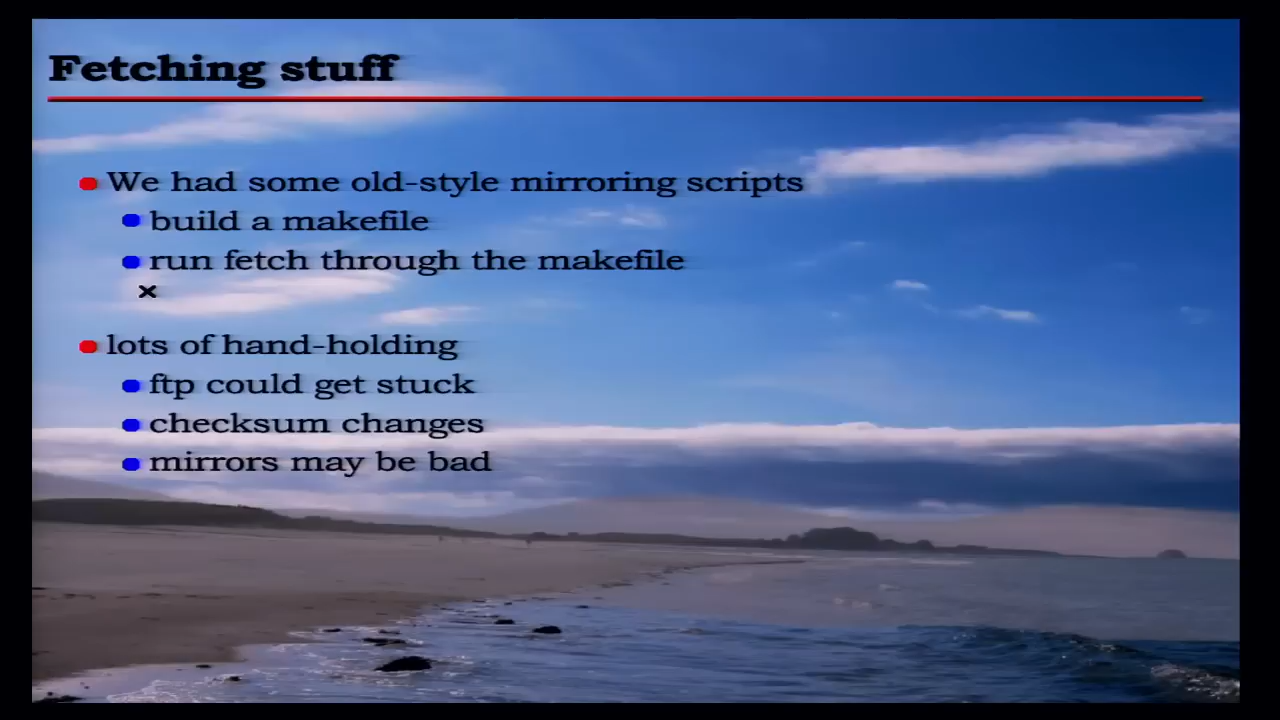 Fetching stuff
We had some old-style mirroring scripts
build a makefile
run fetch through the makefile
lots of hand-holding
ftp could get stuck
checksum changes
mirrors may be bad